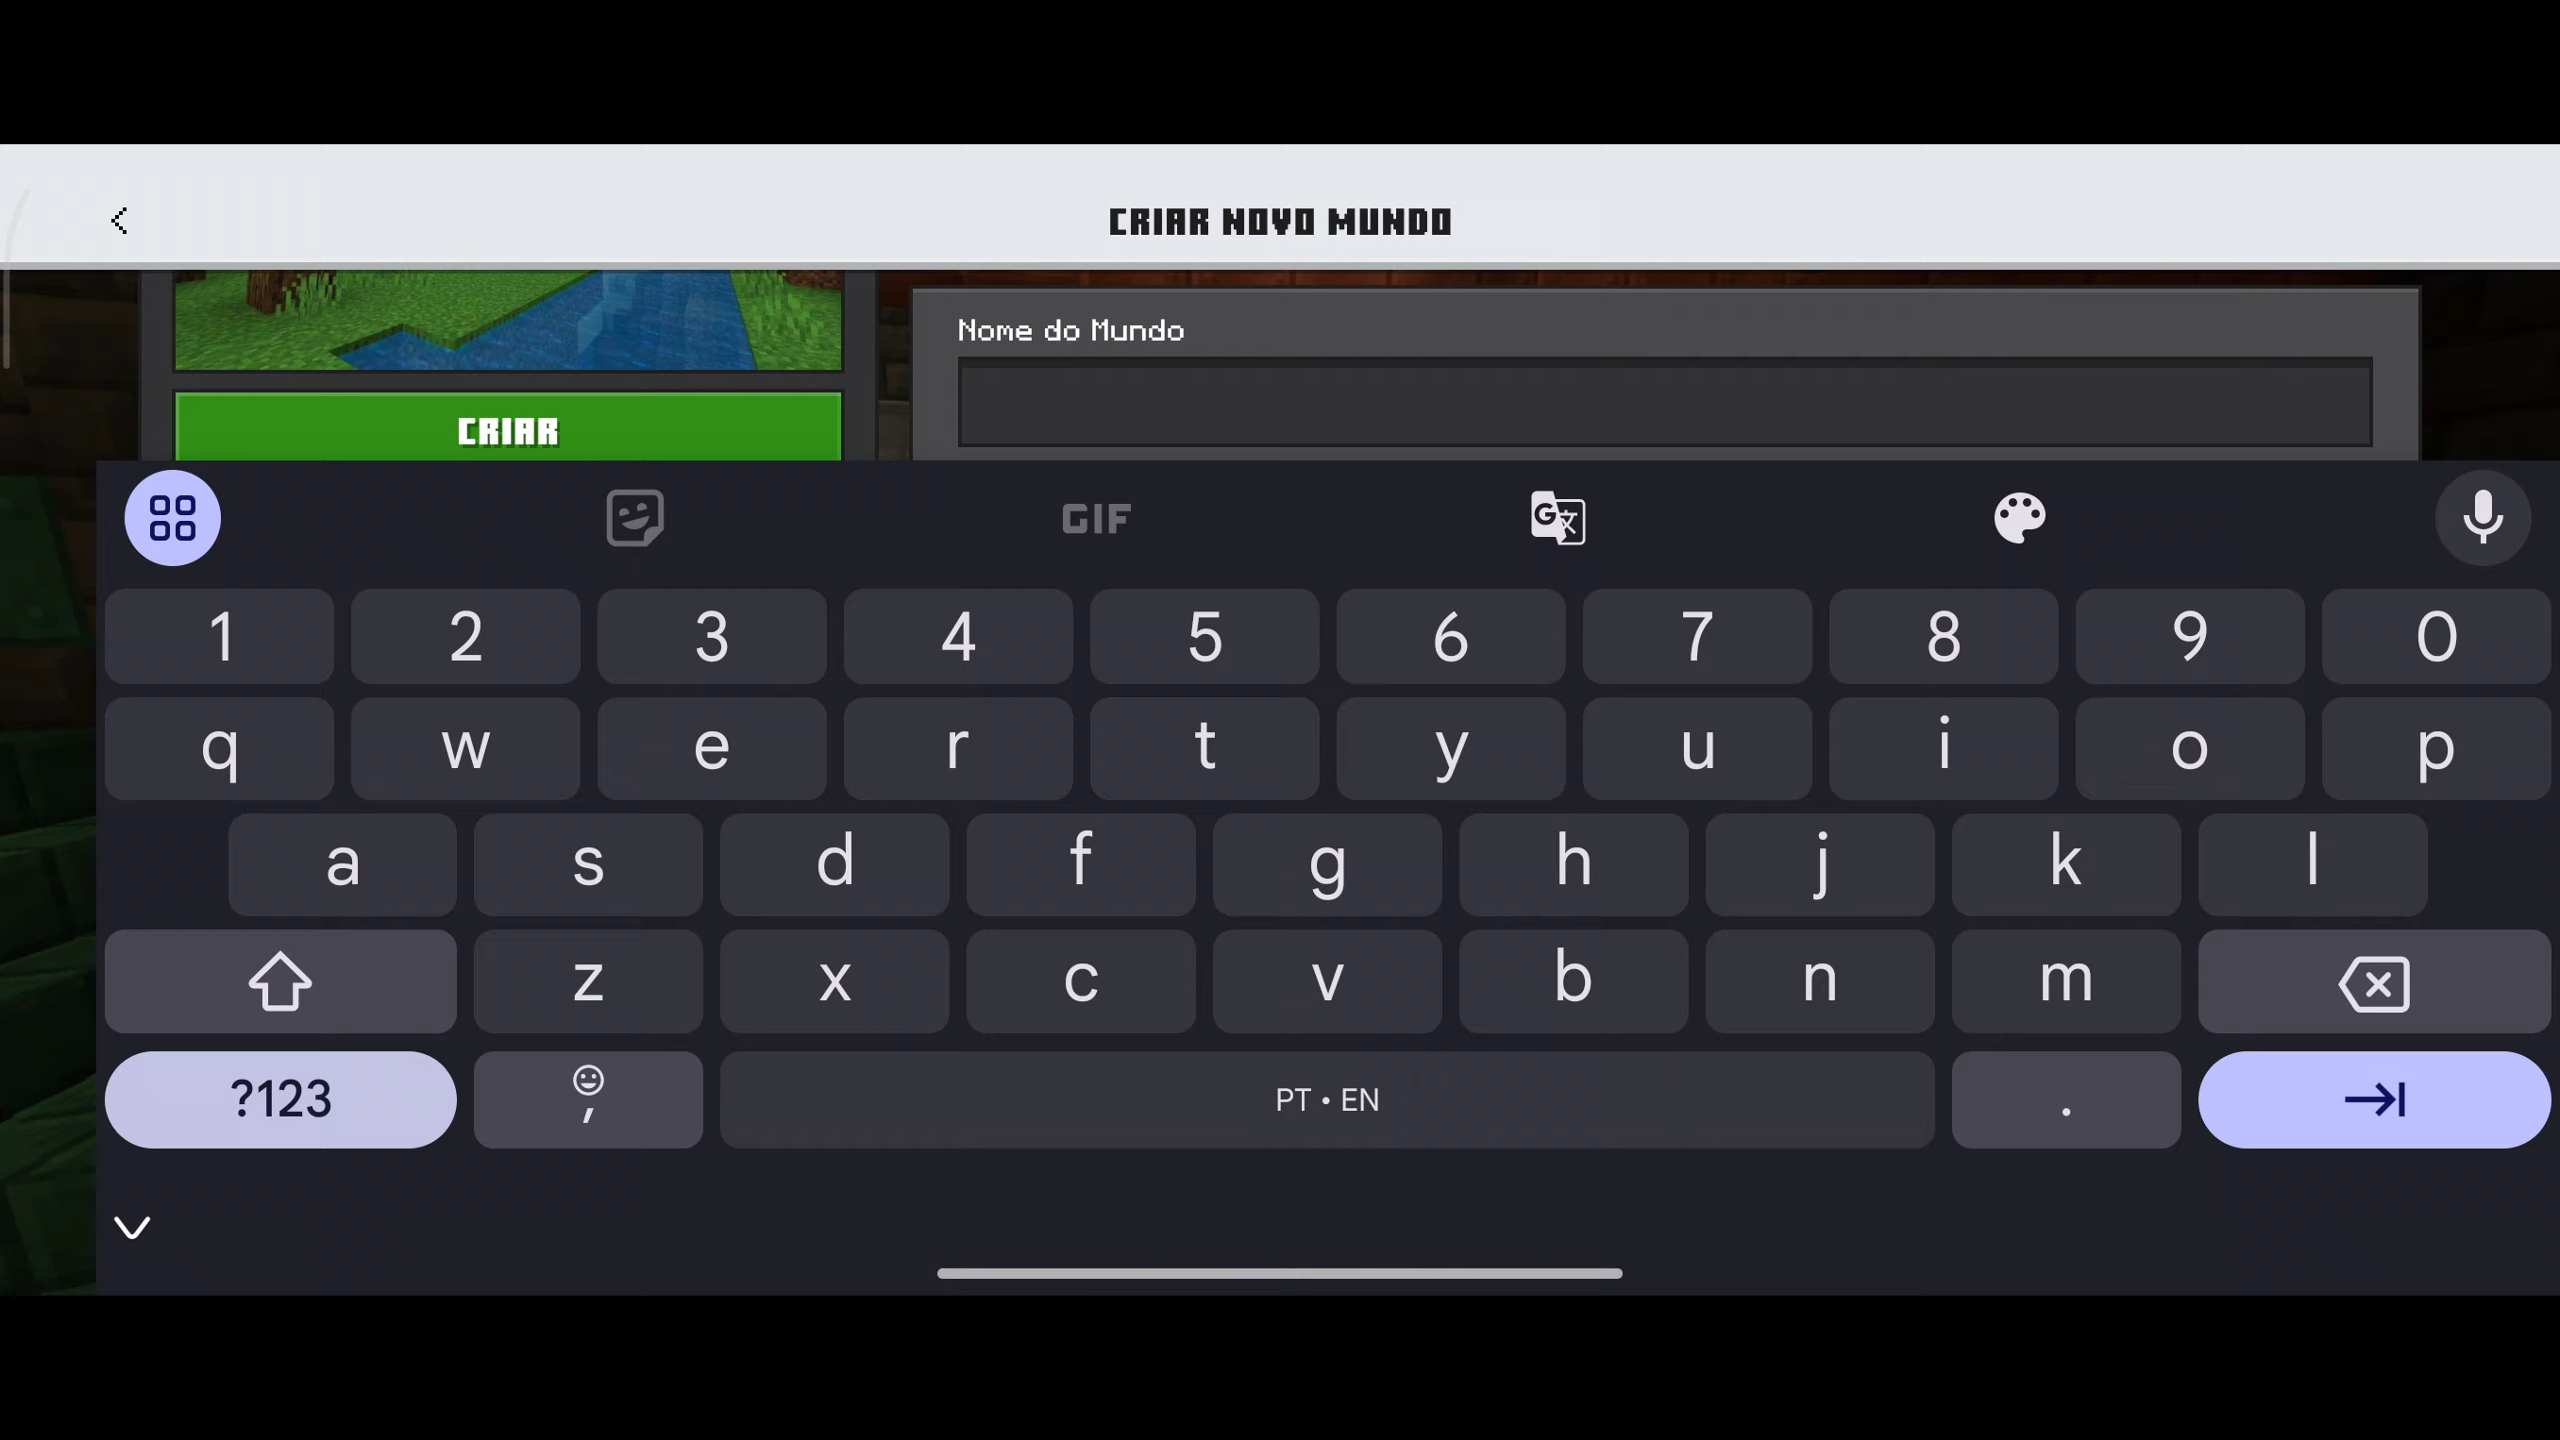 CRIAR NOVO MUNDO
Nome do Mundo
CRIAR
GIF
1 2 3 4 5 6 7 8 9 0
q w e r t y u i o p
a s d f g h j k l
z x c v b n m
?123 , PT • EN .